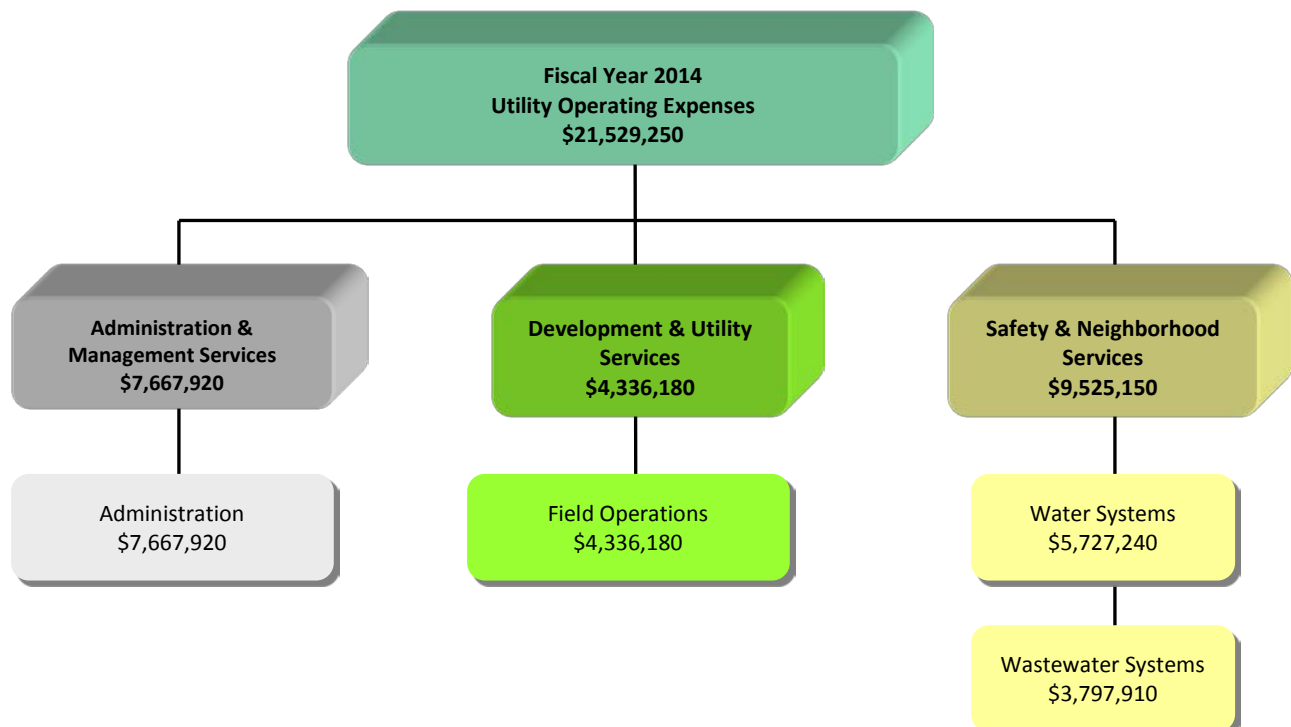 Fiscal Year 2014
Utility Operating Expenses
$21,529,250
Administration &
Management Services
$7,667,920
Development & Utility
Services
$4,336,180
Safety & Neighborhood
Services
$9,525,150
Administration
$7,667,920
Field Operations
$4,336,180
Water Systems
$5,727,240
Wastewater Systems
$3,797,910